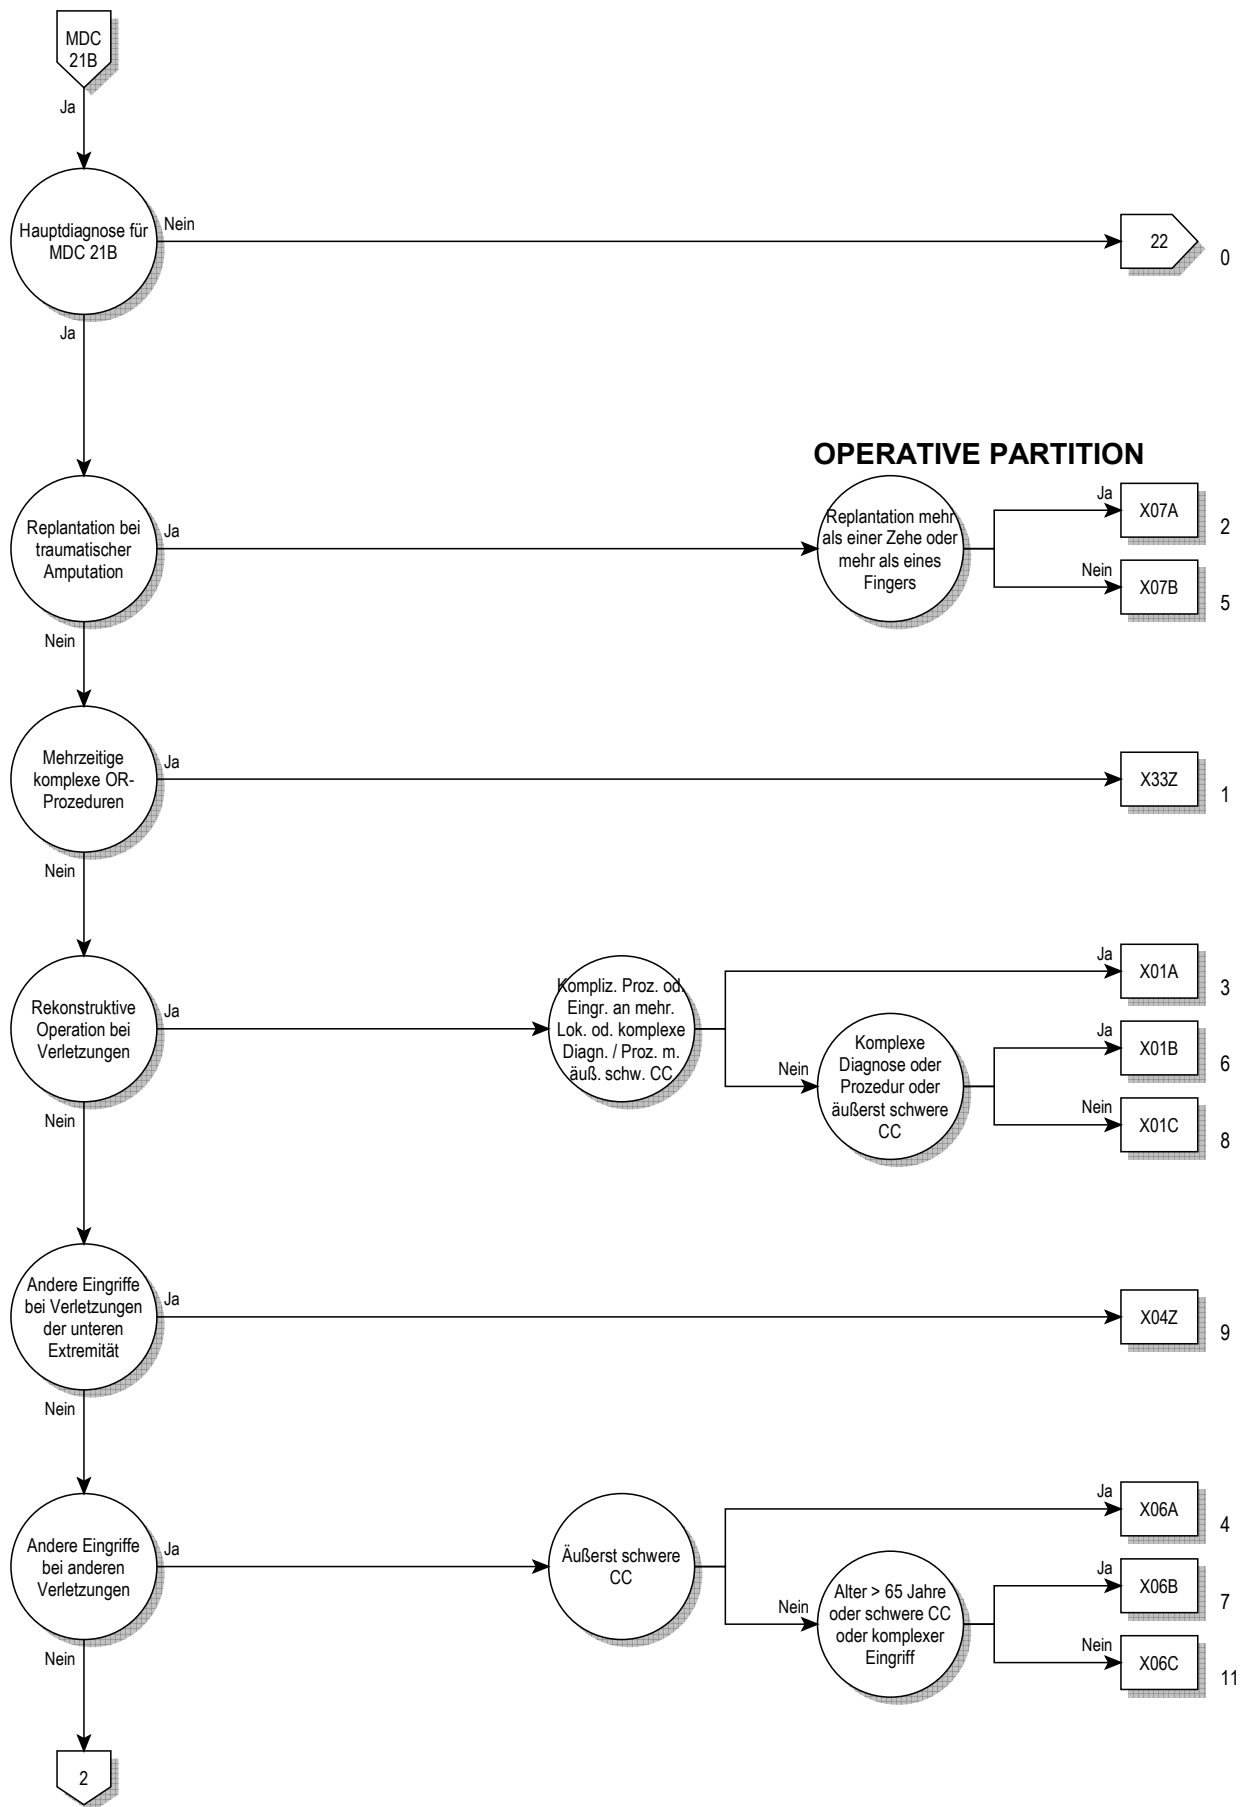 MDC
21B
Ja
Hauptdiagnose für
MDC 21B
Nein
22
0
Ja
OPERATIVE PARTITION
Replantation bei
traumatischer
Amputation
Ja
Replantation mehr
als einer Zehe oder
mehr als eines
Fingers
Ja
X07A
2
Nein
X07B
5
Nein
Mehrzeitige
komplexe OR-
Prozeduren
Ja
X33Z
1
Nein
Rekonstruktive
Operation bei
Verletzungen
Ja
Kompliz. Proz. od.
Eingr. an mehr.
Lok. od. komplexe
Diagn. / Proz. m.
äuß. schw. CC
Ja
X01A
3
Nein
Komplexe
Diagnose oder
Prozedur oder
äußerst schwere
CC
Ja
X01B
6
Nein
X01C
8
Nein
Andere Eingriffe
bei Verletzungen
der unteren
Extremität
Ja
X04Z
9
Nein
Andere Eingriffe
bei anderen
Verletzungen
Ja
Äußerst schwere
CC
Ja
X06A
4
Nein
Alter > 65 Jahre
oder schwere CC
oder komplexer
Eingriff
Ja
X06B
7
Nein
X06C
11
Nein
2